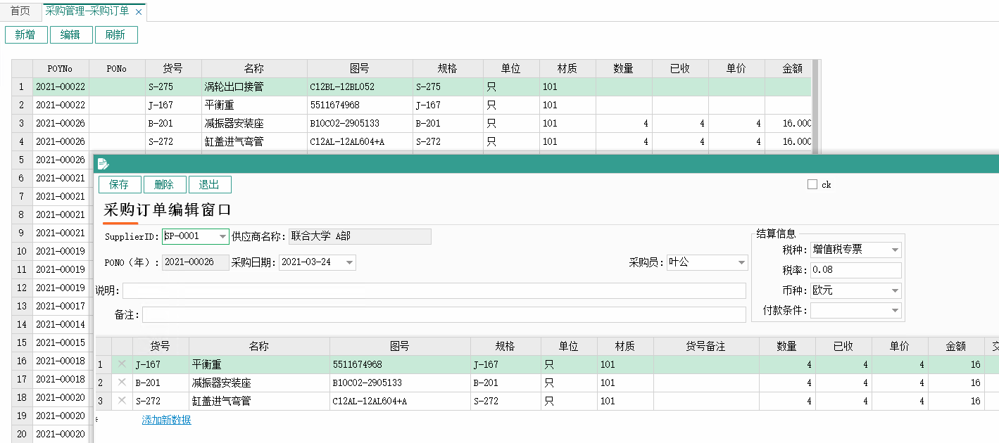 首页 采购管理-采购订单 ×
新增 编辑 刷新
POYNo PONo 货号 名称 图号 规格 单位 材质 数量 已收 单价 金额
1 2021-00022 S-275 涡轮出口接管 C12BL-12BL052 S-275 只 101
2 2021-00022 J-167 平衡重 5511674968 J-167 只 101
3 2021-00026 B-201 减振器安装座 B10C02-2905133 B-201 只 101 4 4 4 16.000
4 2021-00026 S-272 缸盖进气弯管 C12AL-12AL604+A S-272 只 101 4 4 4 16.000
5 2021-00026
6 2021-00021
7 2021-00021
8 2021-00021
9 2021-00021
10 2021-00019
11 2021-00019
12 2021-00019
13 2021-00017
14 2021-00014
15 2021-00015
16 2021-00018
17 2021-00018
18 2021-00020
19 2021-00020
20 2021-00020
保存 删除 退出 ck
采购订单编辑窗口
SupplierID: SP-0001 供应商名称: 联合大学 A部
PONO（年）: 2021-00026 采购日期: 2021-03-24 采购员: 叶公
说明:
备注:
结算信息
税种: 增值税专票
税率: 0.08
币种: 欧元
付款条件:
货号 名称 图号 规格 单位 材质 货号备注 数量 已收 单价 金额
1 × J-167 平衡重 5511674968 J-167 只 101 4 4 4 16
2 × B-201 减振器安装座 B10C02-2905133 B-201 只 101 4 4 4 16
3 × S-272 缸盖进气弯管 C12AL-12AL604+A S-272 只 101 4 4 4 16
添加新数据